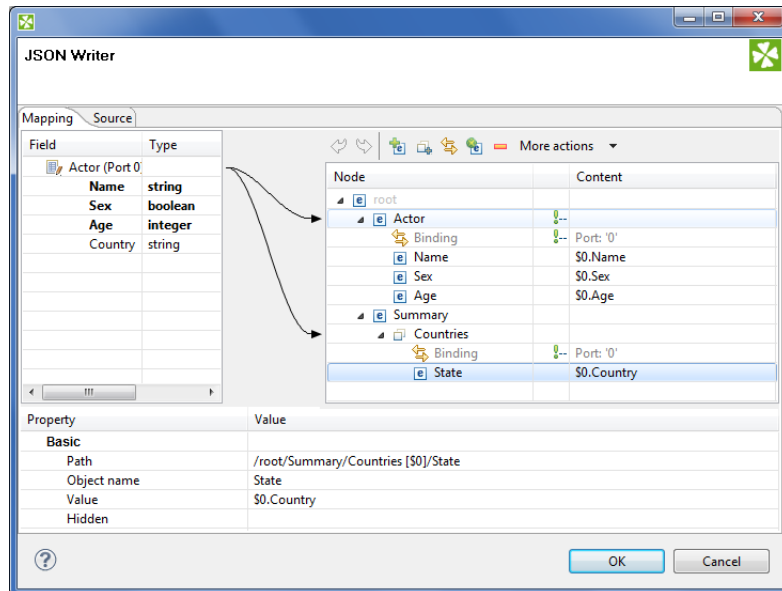 JSON Writer
Mapping Source
Field Type
Actor (Port 0
Name string
Sex boolean
Age integer
Country string
More actions
Node Content
root
Actor
Binding Port: '0'
Name $0.Name
Sex $0.Sex
Age $0.Age
Summary
Countries
Binding Port: '0'
State $0.Country
Property Value
Basic
Path /root/Summary/Countries [$0]/State
Object name State
Value $0.Country
Hidden
OK Cancel